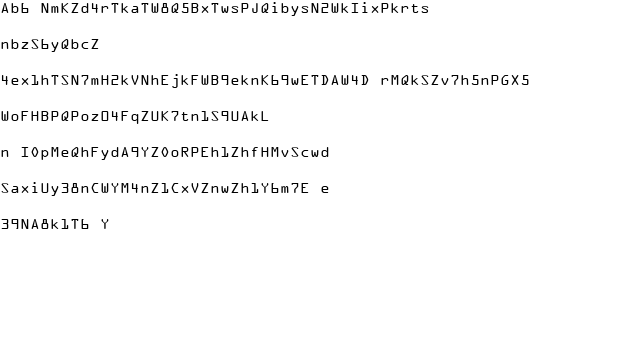 Ab6 NmKZd4rTkaTW8Q5BxTwsPJQibysN2WkIixPkrts
nbzS6yQbcZ
4ex1hTSN7mH2kVNhEjkFWB9eknK69wETDAW4D rMQkSZv7h5nPGX5
WoFHBPQPozO4FqZUK7tn1S9UAkL
n I0pMeQhFydA9YZ0oRPEh1ZhfHMvScwd
SaxiUy38nCWYM4nZ1CxVZnwZh1Y6m7E e
39NA8k1T6 Y